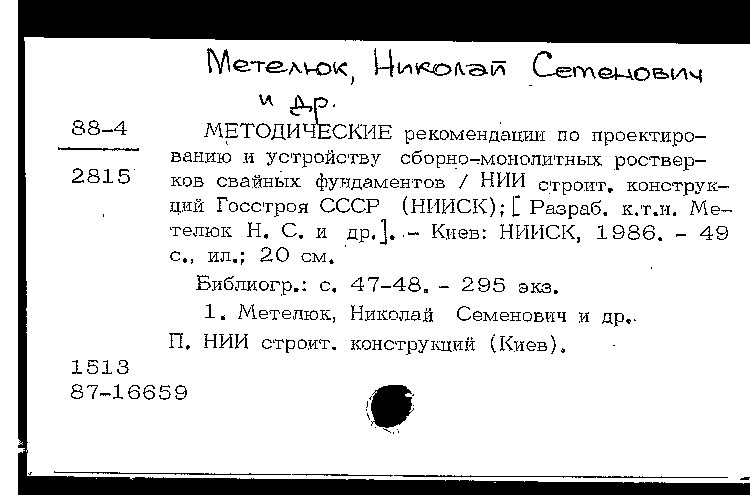 Метелюк, Николай Семенович
и др.
88-4
2815
МЕТОДИЧЕСКИЕ рекомендации по проектиро-
ванию и устройству сборно-монолитных роствер-
ков свайных фундаментов / НИИ строит. конструк-
ций Госстроя СССР (НИИСК); [ Разраб. к.т.н. Ме-
телюк Н. С. и др.]. - Киев: НИИСК, 1986. - 49
с., ил.; 20 см.
Библиогр.: с. 47-48. - 295 экз.
1. Метелюк, Николай Семенович и др.
П. НИИ строит. конструкций (Киев).
1513
87-16659